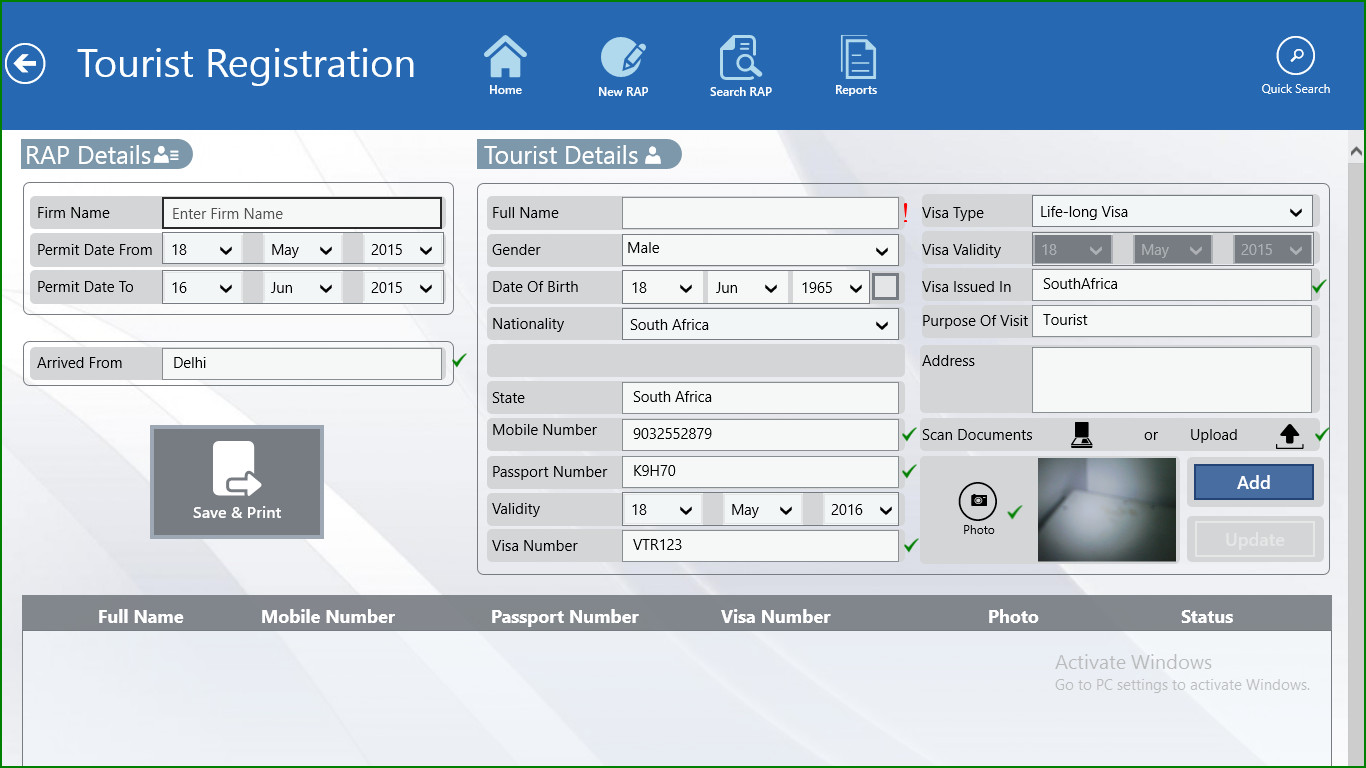 Tourist Registration
Home
New RAP
Search RAP
Reports
Quick Search
RAP Details
Firm Name
Enter Firm Name
Permit Date From
18 May 2015
Permit Date To
16 Jun 2015
Arrived From
Delhi
Save & Print
Tourist Details
Full Name
!
Gender
Male
Date Of Birth
18 Jun 1965
Nationality
South Africa
State
South Africa
Mobile Number
9032552879
Passport Number
K9H70
Validity
18 May 2016
Visa Number
VTR123
Visa Type
Life-long Visa
Visa Validity
18 May 2015
Visa Issued In
SouthAfrica
Purpose Of Visit
Tourist
Address
Scan Documents or Upload
Photo
Add
Update
Full Name Mobile Number Passport Number Visa Number Photo Status
Activate Windows
Go to PC settings to activate Windows.